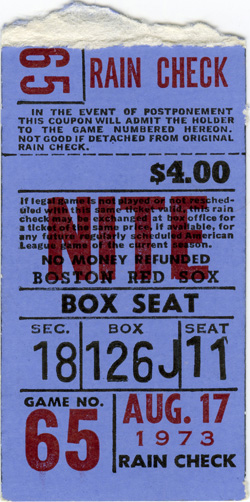 65
RAIN CHECK
IN THE EVENT OF POSTPONEMENT
THIS COUPON WILL ADMIT THE HOLDER
TO THE GAME NUMBERED HEREON.
NOT GOOD IF DETACHED FROM ORIGINAL
RAIN CHECK.
$4.00
NITE
If legal game is not played or not resched-
uled with this same ticket valid, this rain
check may be exchanged at box office for
a ticket of the same price, if available, for
any future regularly scheduled American
League game of the current season.
NO MONEY REFUNDED
BOSTON RED SOX
BOX SEAT
SEC. BOX SEAT
18 126J 11
GAME NO.
65
AUG. 17
1973
RAIN CHECK